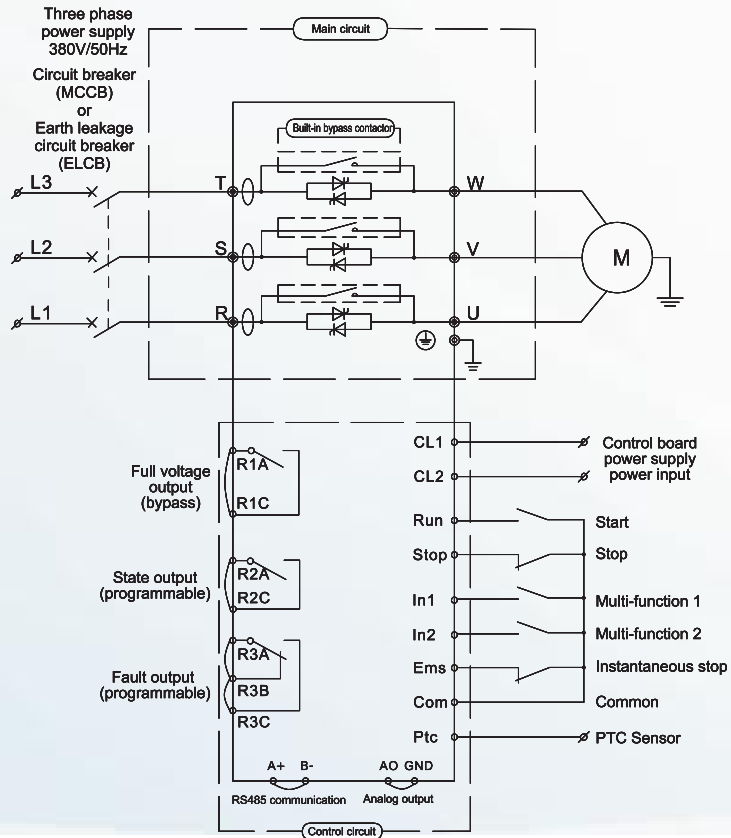 Three phase
power supply
380V/50Hz
Main circuit
Circuit breaker
(MCCB)
or
Earth leakage
circuit breaker
(ELCB)
Built-in bypass contactor
L3
T
W
L2
S
V
M
L1
R
U
CL1
Control board
power supply
power input
CL2
Full voltage
output
(bypass)
R1A
R1C
Run
Start
Stop
Stop
State output
(programmable)
R2A
R2C
In1
Multi-function 1
In2
Multi-function 2
Fault output
(programmable)
R3A
R3B
R3C
Ems
Instantaneous stop
Com
Common
Ptc
PTC Sensor
A+ B-
AO GND
RS485 communication
Analog output
Control circuit